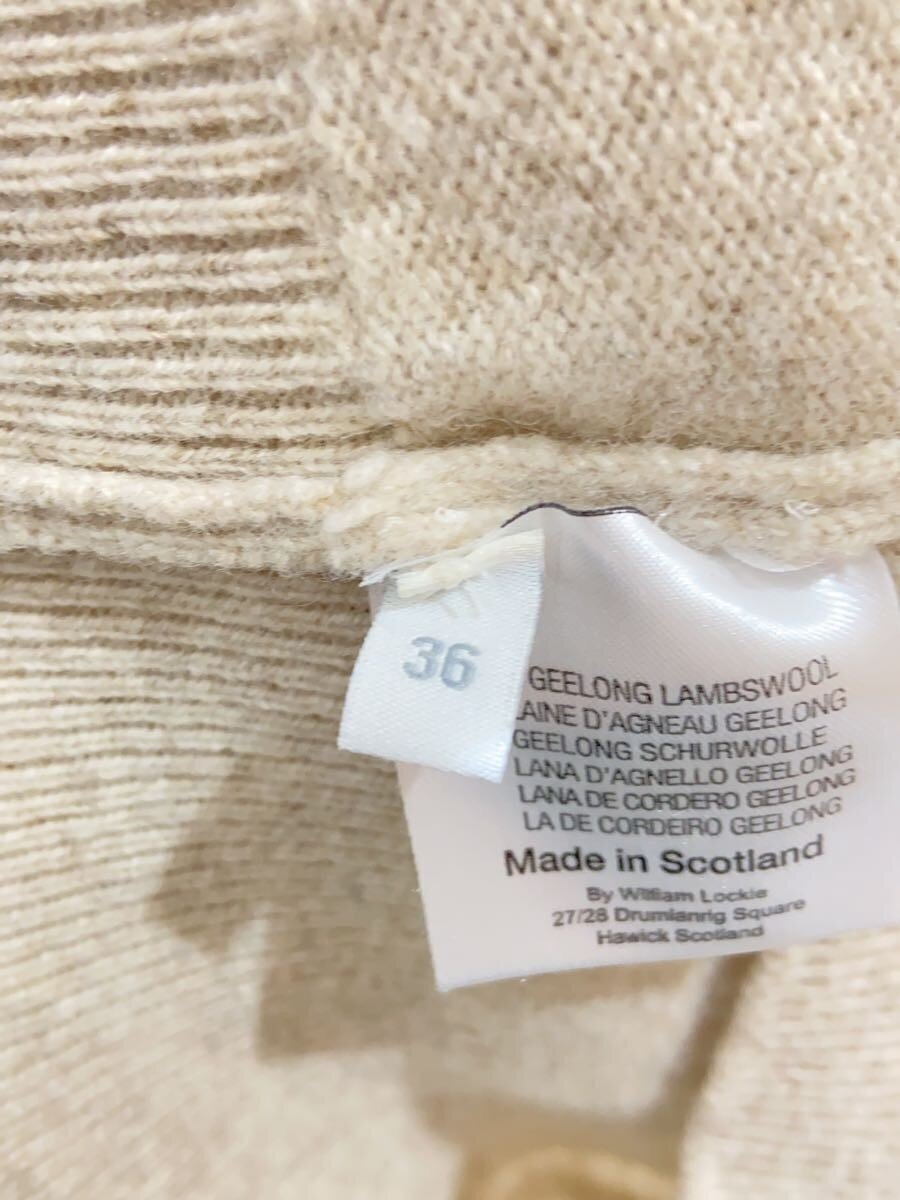 36
GEELONG LAMBSWOOL
AINE D'AGNEAU GEELONG
GEELONG SCHURWOLLE
LANA D'AGNELLO GEELONG
LANA DE CORDERO GEELONG
LA DE CORDEIRO GEELONG
Made in Scotland
By William Lockie
27/28 Drumlanrig Square
Hawick Scotland